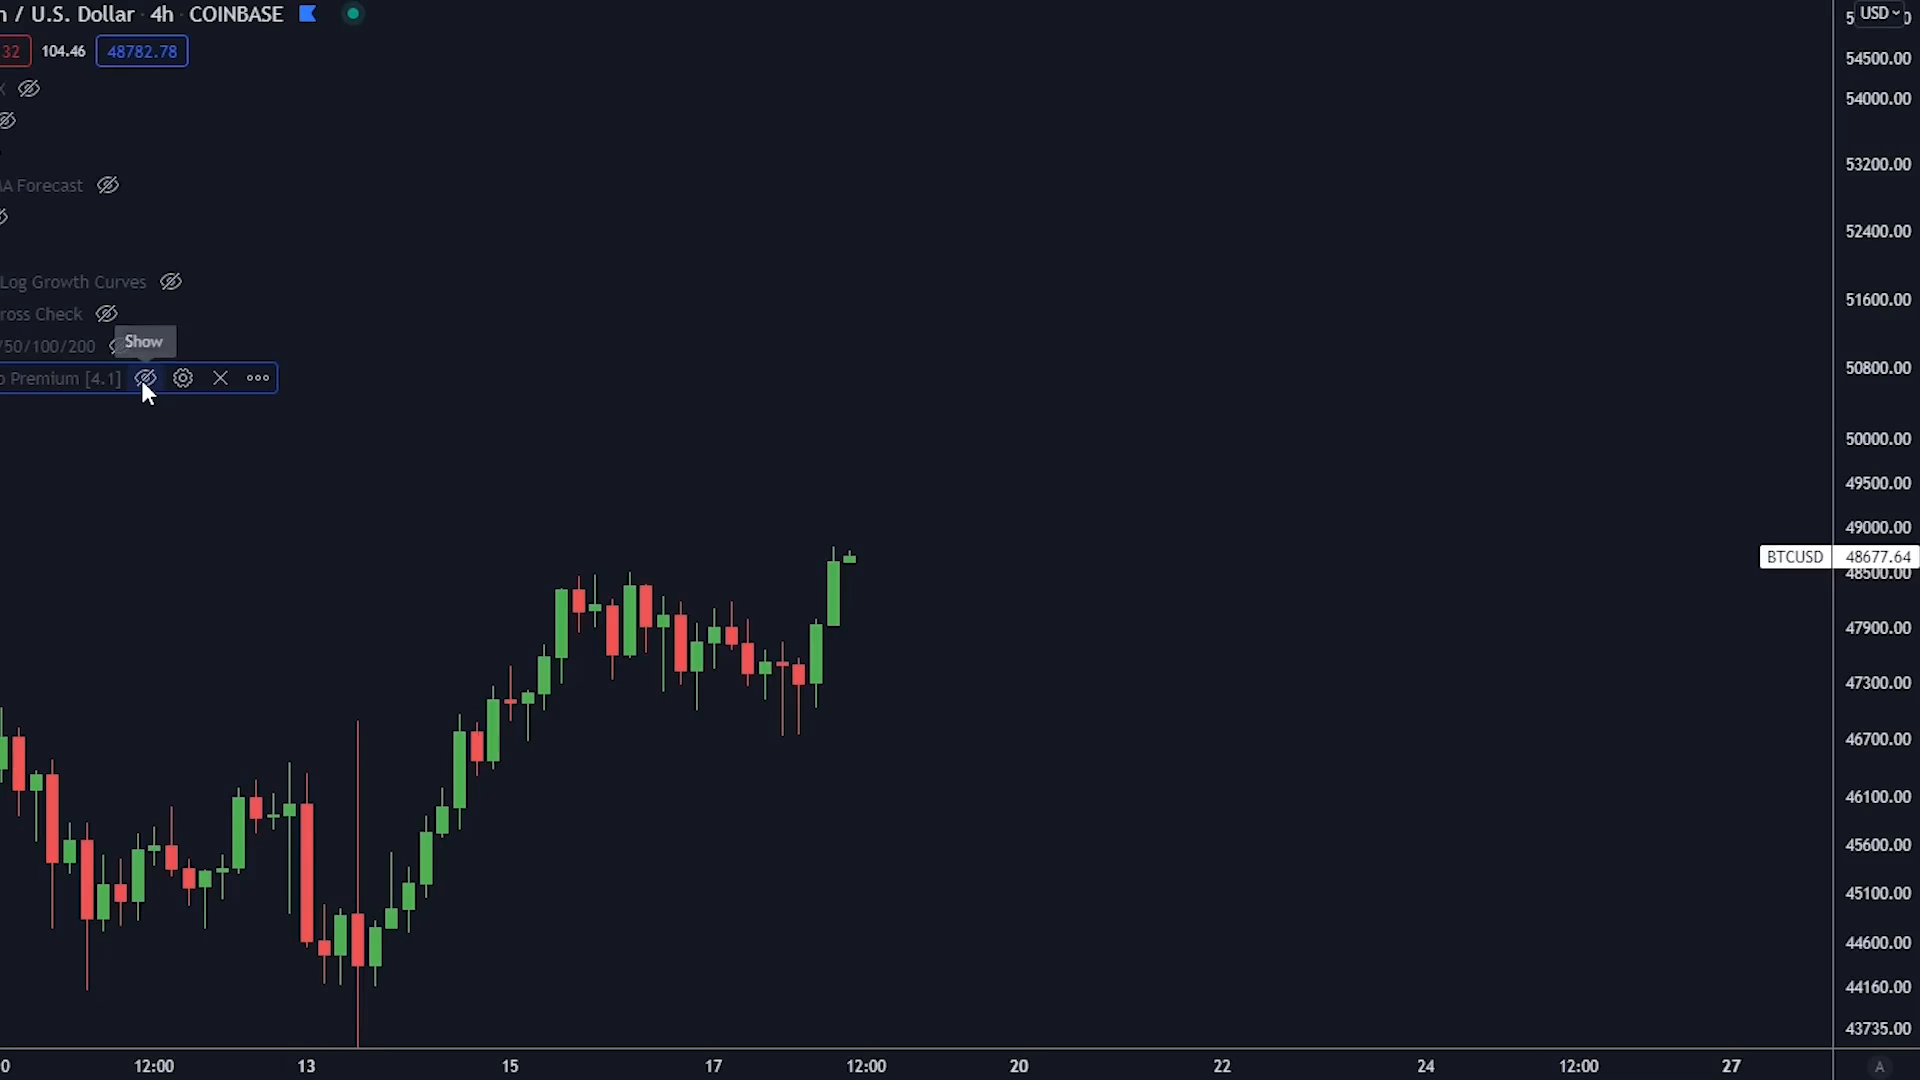 / U.S. Dollar · 4h · COINBASE
32 104.46 48782.78
A Forecast
Log Growth Curves
ross Check
Show
/50/100/200
Premium [4.1]
USD
54500.00
54000.00
53200.00
52400.00
51600.00
50800.00
50000.00
49500.00
49000.00
BTCUSD 48677.64
48500.00
47900.00
47300.00
46700.00
46100.00
45600.00
45100.00
44600.00
44160.00
43735.00
12:00 13 15 17 12:00 20 22 24 12:00 27 A